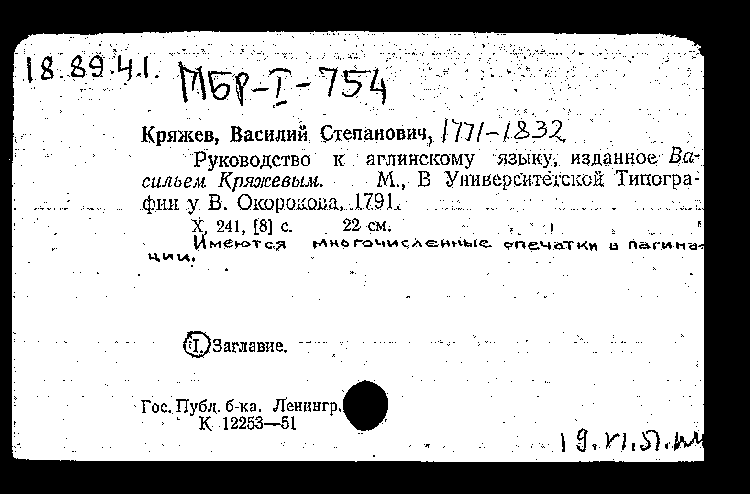 18.89.4.1.
МБР-I-754
Кряжев, Василий Степанович, 1771-1832
Руководство к аглинскому языку, изданное Ва-
сильем Кряжевым. М., В Университетской Типогра-
фии у В. Окорокова, 1791.
X, 241, [8] с. 22 см.
Имеются многочисленные опечатки в пагина-
ции.
I. Заглавие.
Гос. Публ. б-ка. Ленингр.
К 12253—51
19.VI.51.